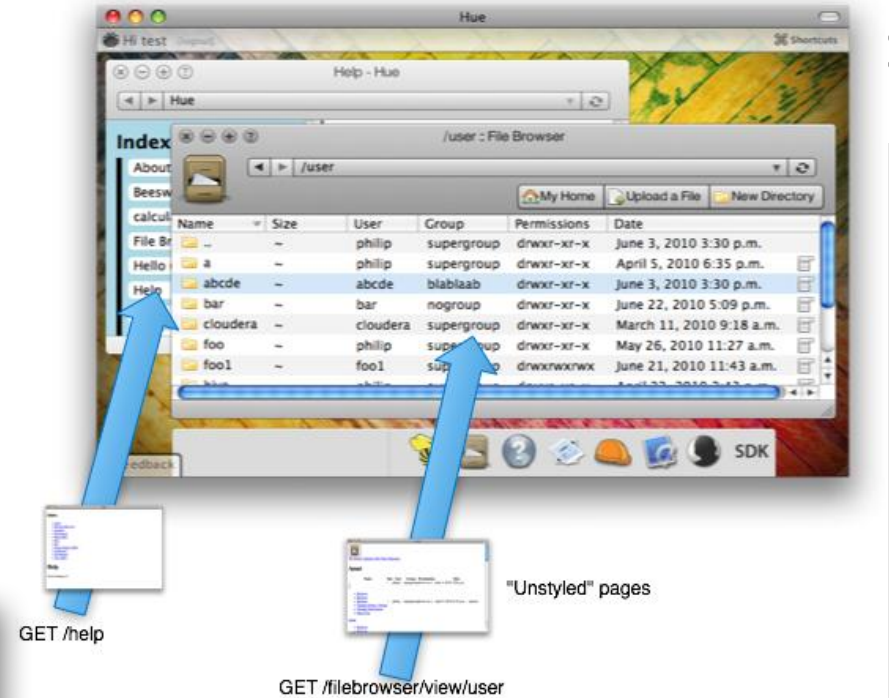 Hue
Hi test
Shortcuts
Help - Hue
Hue
Index
About
Beesw
calcul
File Br
Hello
Help
/user :: File Browser
/user
My Home Upload a File New Directory
Name Size User Group Permissions Date
.. ~ philip supergroup drwxr-xr-x June 3, 2010 3:30 p.m.
a ~ philip supergroup drwxr-xr-x April 5, 2010 6:35 p.m.
abcde ~ abcde blablaab drwxr-xr-x June 3, 2010 3:30 p.m.
bar ~ bar nogroup drwxr-xr-x June 22, 2010 5:09 p.m.
cloudera ~ cloudera supergroup drwxr-xr-x March 11, 2010 9:18 a.m.
foo ~ philip drwxr-xr-x May 26, 2010 11:27 a.m.
foo1 ~ foo1 drwxrwxrwx June 21, 2010 11:43 a.m.
SDK
edback
Help
"Unstyled" pages
GET /help
GET /filebrowser/view/user